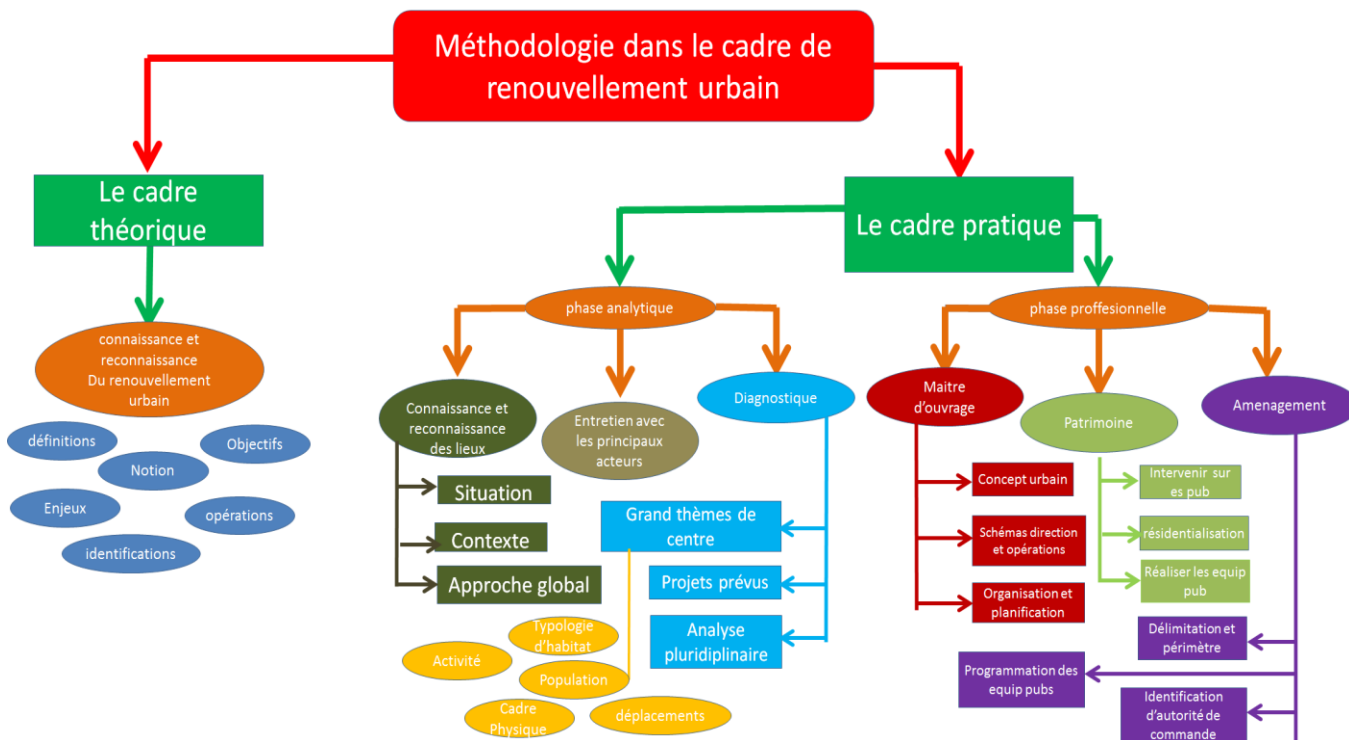 Méthodologie dans le cadre de
renouvellement urbain
Le cadre
théorique
Le cadre pratique
connaissance et
reconnaissance
Du renouvellement
urbain
définitions
Objectifs
Notion
Enjeux
opérations
identifications
phase analytique
phase proffesionnelle
Connaissance et
reconnaissance
des lieux
Entretien avec
les principaux
acteurs
Diagnostique
Situation
Contexte
Approche global
Grand thèmes de
centre
Projets prévus
Analyse
pluridiplinaire
Typologie
d'habitat
Activité
Population
Cadre
Physique
déplacements
Maitre
d'ouvrage
Patrimoine
Amenagement
Concept urbain
Schémas direction
et opérations
Organisation et
planification
Intervenir sur
es pub
résidentialisation
Réaliser les equip
pub
Délimitation et
périmètre
Programmation des
equip pubs
Identification
d'autorité de
commande